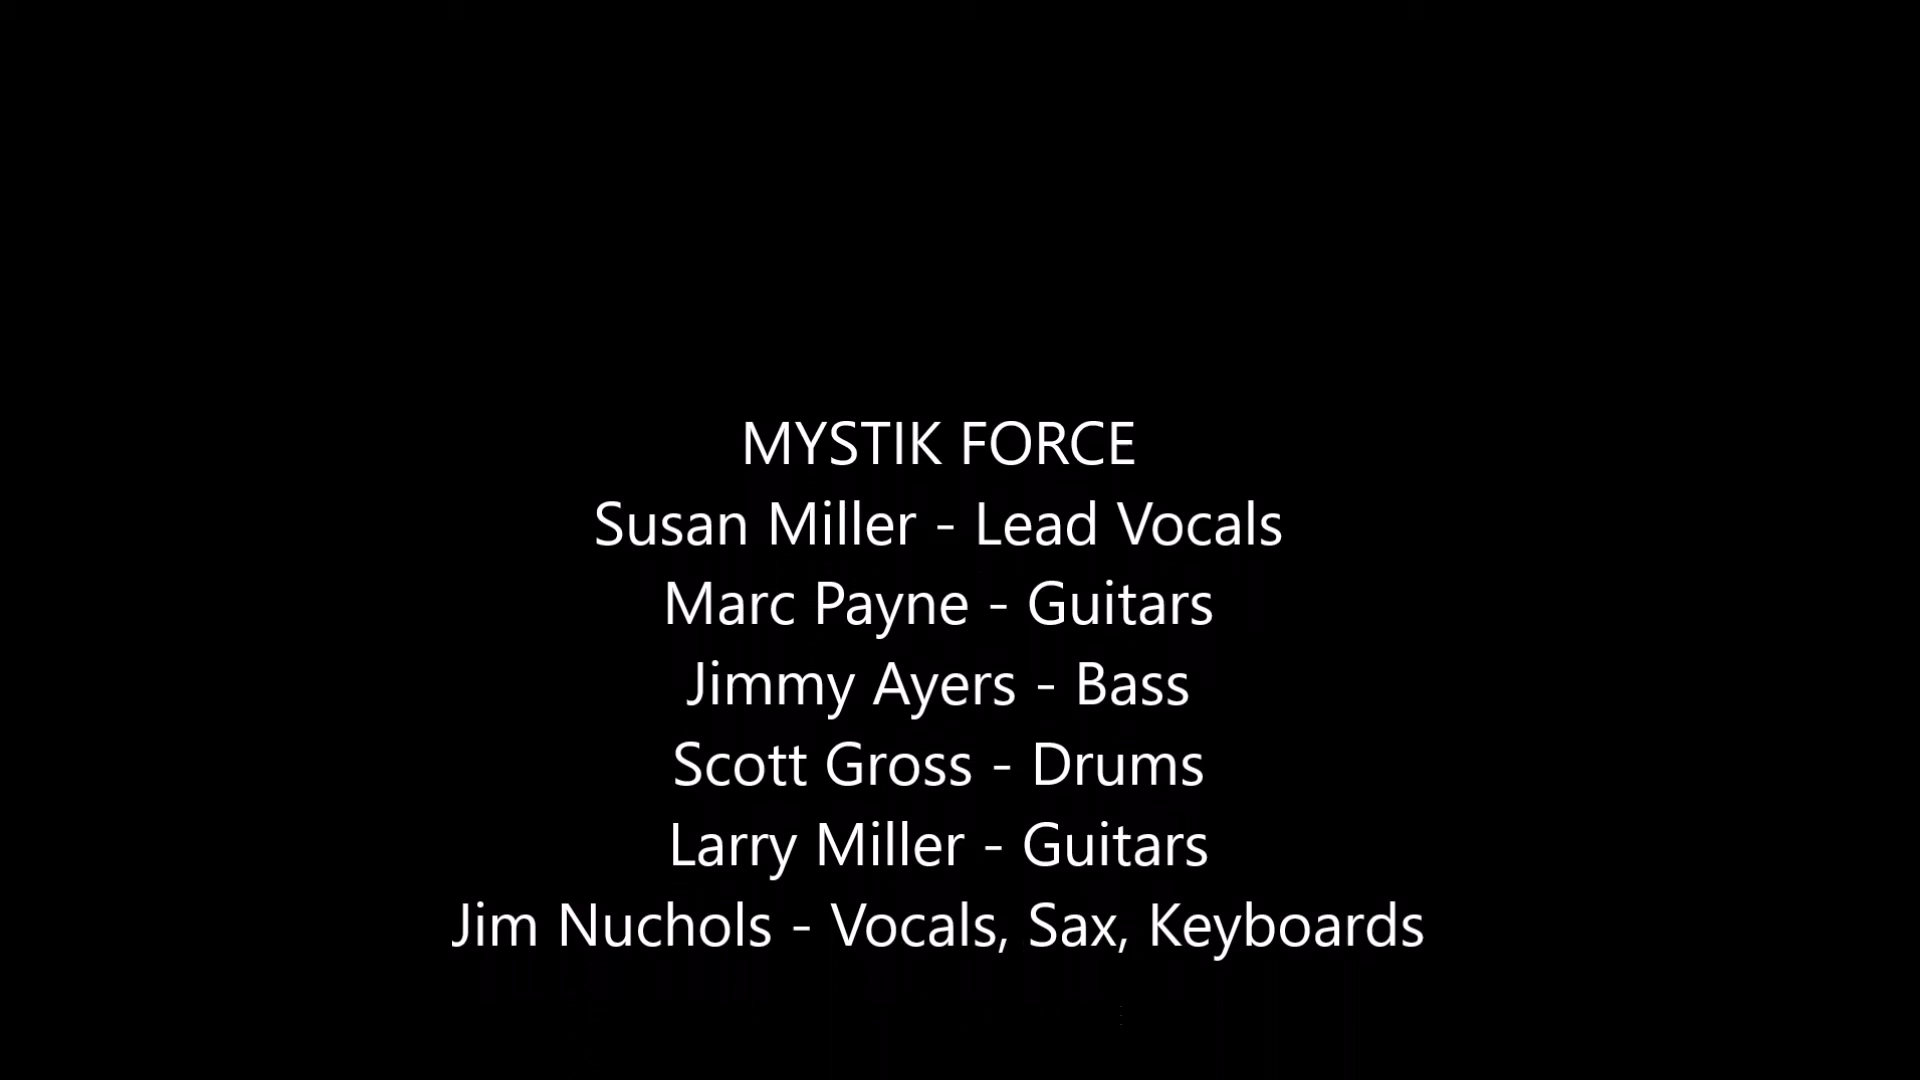 MYSTIK FORCE
Susan Miller - Lead Vocals
Marc Payne - Guitars
Jimmy Ayers - Bass
Scott Gross - Drums
Larry Miller - Guitars
Jim Nuchols - Vocals, Sax, Keyboards